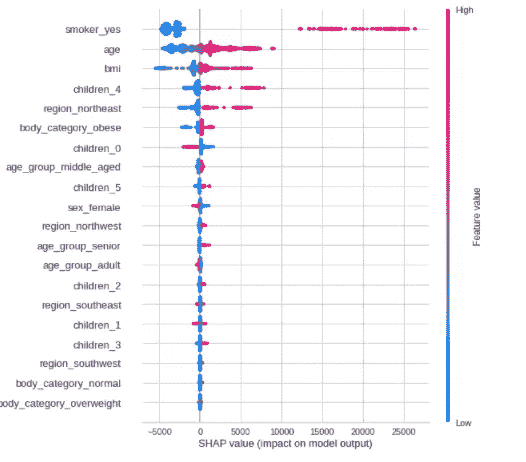 High
smoker_yes
age
bmi
children_4
region_northeast
body_category_obese
children_0
age_group_middle_aged
children_5
sex_female
region_northwest
age_group_senior
age_group_adult
children_2
region_southeast
children_1
children_3
region_southwest
body_category_normal
body_category_overweight
Feature value
Low
−5000 0 5000 10000 15000 20000 25000
SHAP value (impact on model output)